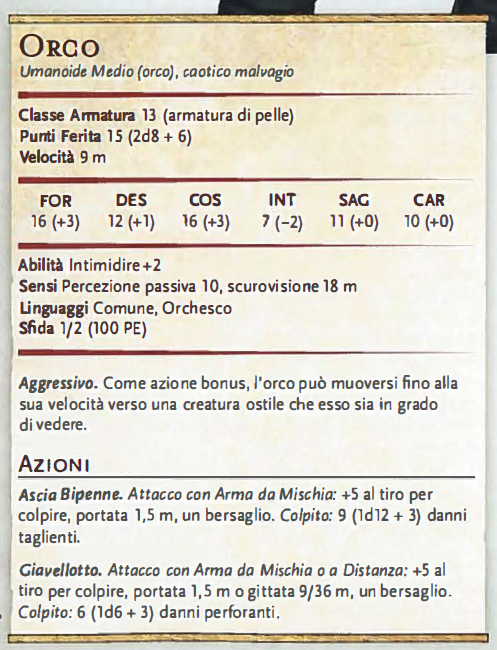 ORCO
Umanoide Medio (orco), caotico malvagio
Classe Armatura 13 (armatura di pelle)
Punti Ferita 15 (2d8 + 6)
Velocità 9 m
FOR DES COS INT SAG CAR
16 (+3) 12 (+1) 16 (+3) 7 (−2) 11 (+0) 10 (+0)
Abilità Intimidire +2
Sensi Percezione passiva 10, scurovisione 18 m
Linguaggi Comune, Orchesco
Sfida 1/2 (100 PE)
Aggressivo. Come azione bonus, l'orco può muoversi fino alla
sua velocità verso una creatura ostile che esso sia in grado
di vedere.
AZIONI
Ascia Bipenne. Attacco con Arma da Mischia: +5 al tiro per
colpire, portata 1,5 m, un bersaglio. Colpito: 9 (1d12 + 3) danni
taglienti.
Giavellotto. Attacco con Arma da Mischia o a Distanza: +5 al
tiro per colpire, portata 1,5 m o gittata 9/36 m, un bersaglio.
Colpito: 6 (1d6 + 3) danni perforanti.